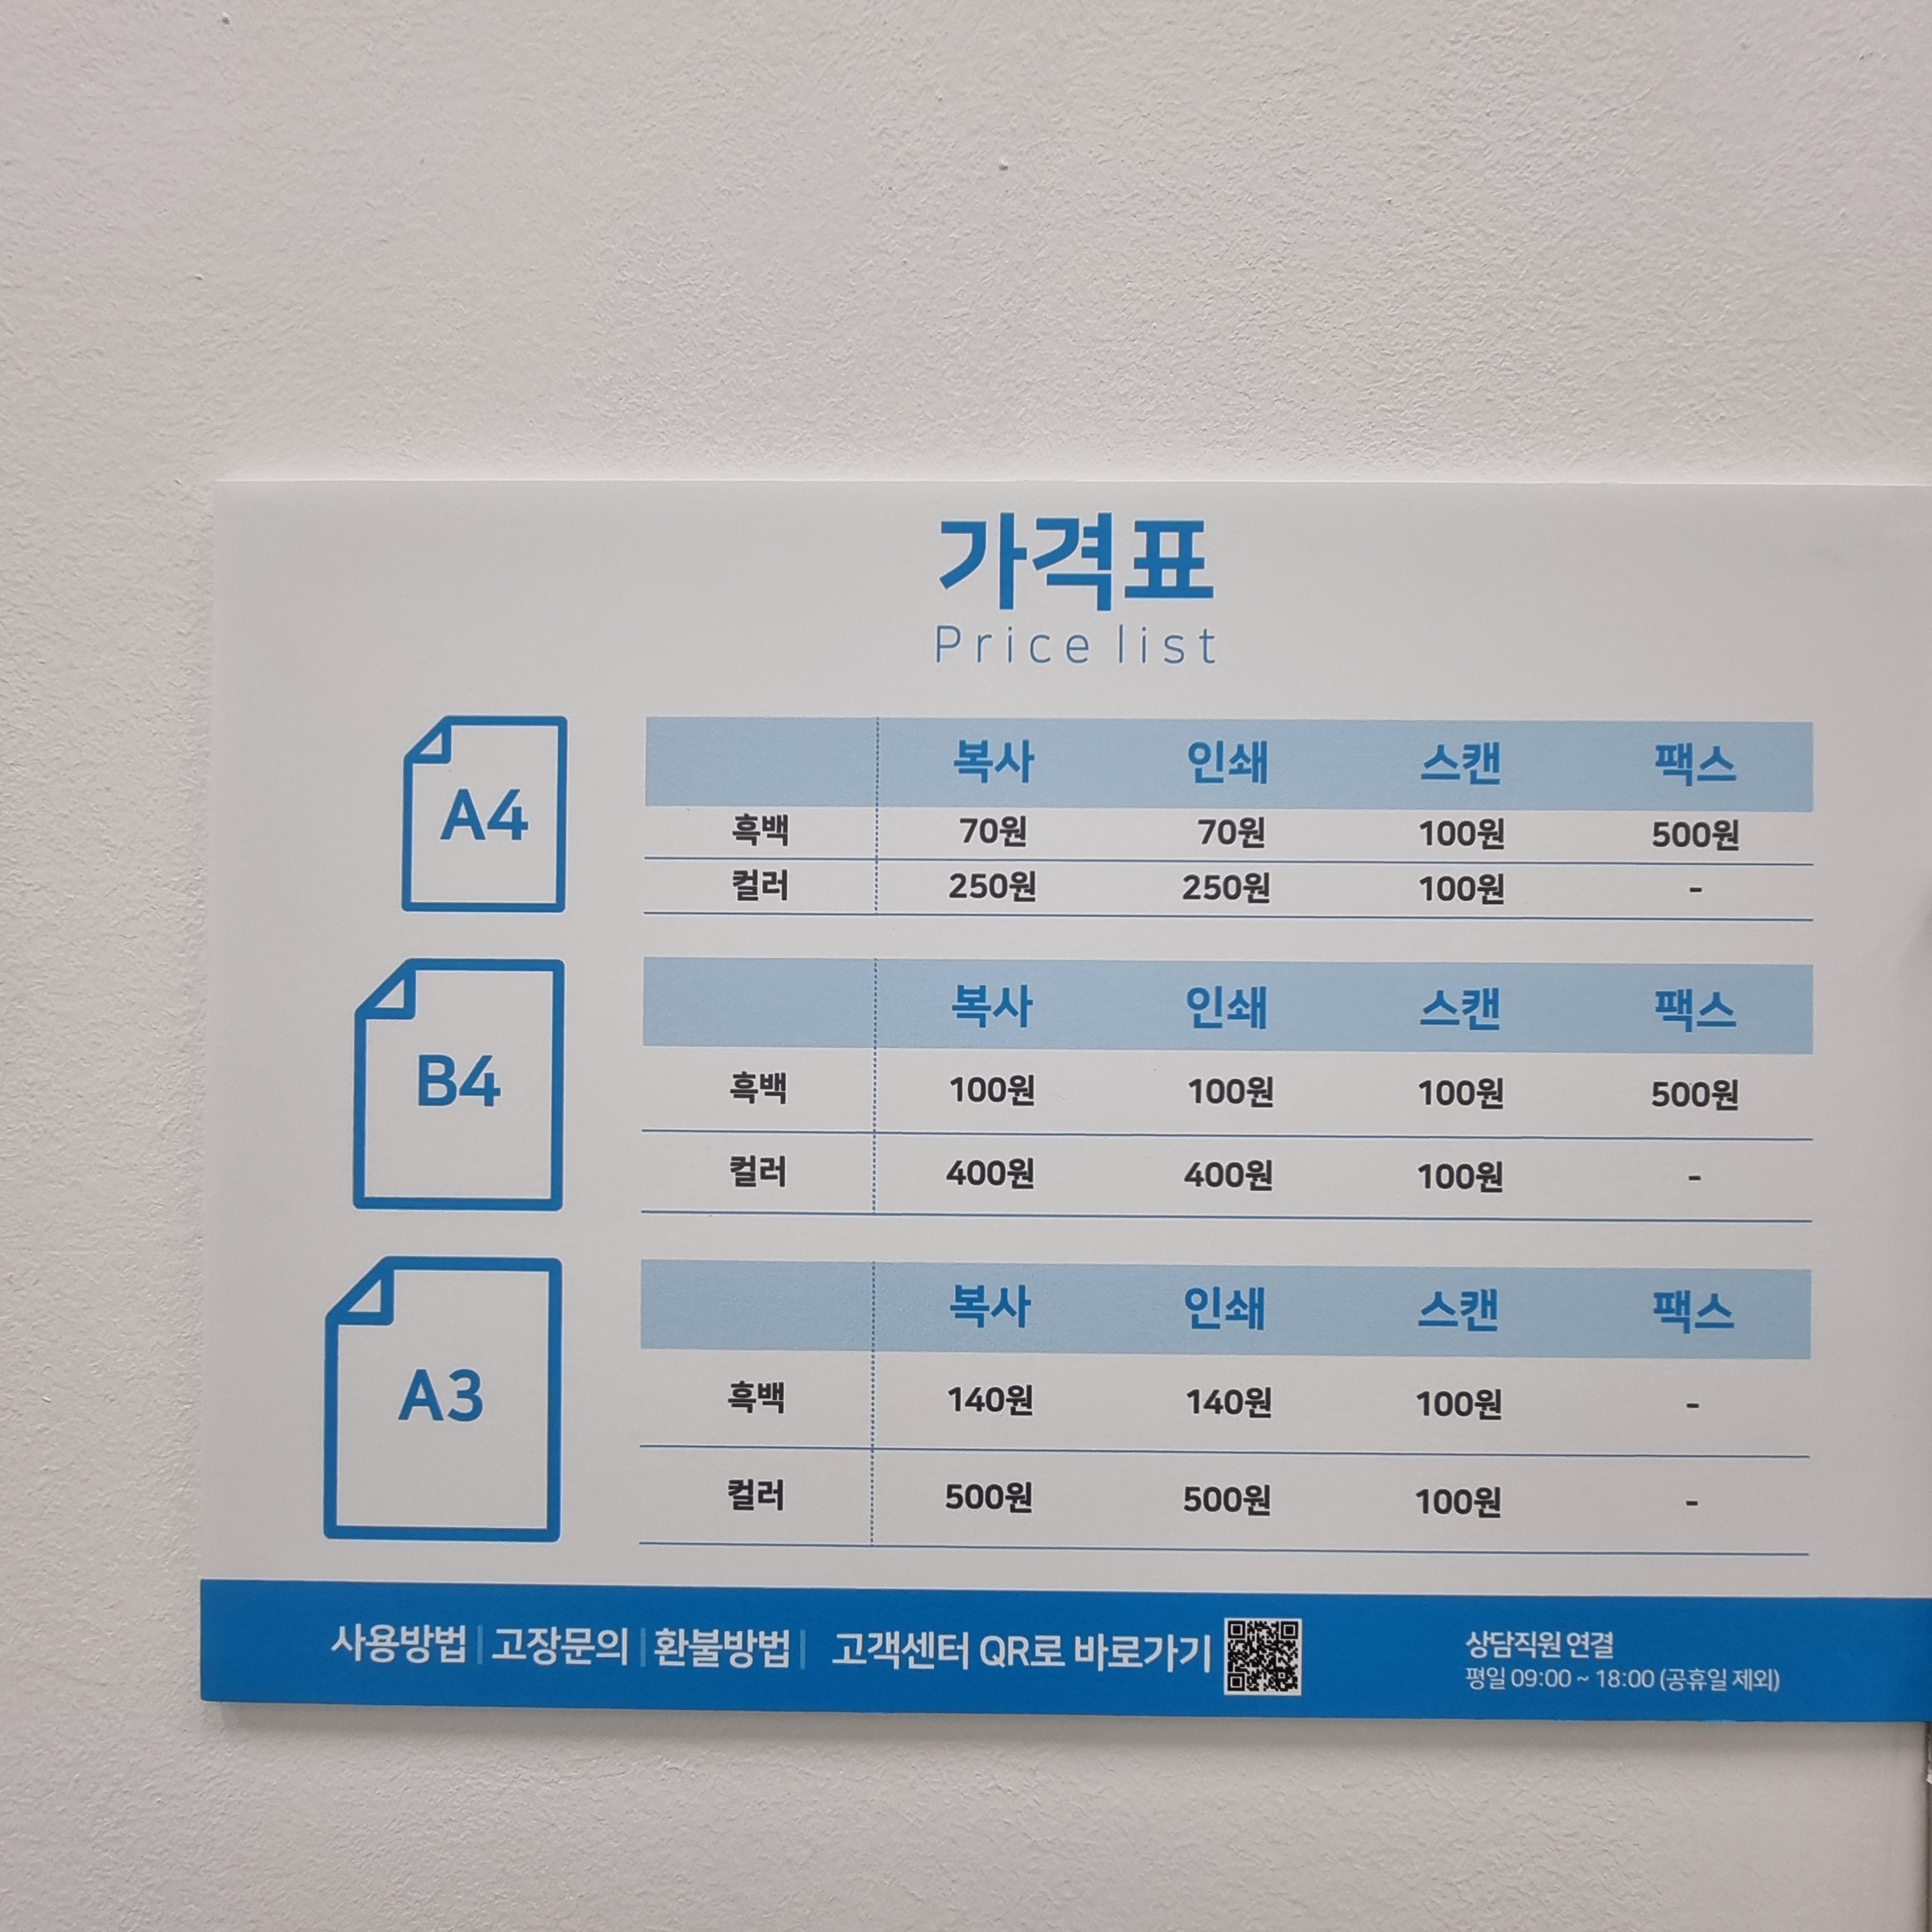 가격표
Price list
A4
복사 인쇄 스캔 팩스
흑백 70원 70원 100원 500원
컬러 250원 250원 100원 -
B4
복사 인쇄 스캔 팩스
흑백 100원 100원 100원 500원
컬러 400원 400원 100원 -
A3
복사 인쇄 스캔 팩스
흑백 140원 140원 100원 -
컬러 500원 500원 100원 -
사용방법 | 고장문의 | 환불방법 | 고객센터 QR로 바로가기
상담직원 연결
평일 09:00 ~ 18:00 (공휴일 제외)